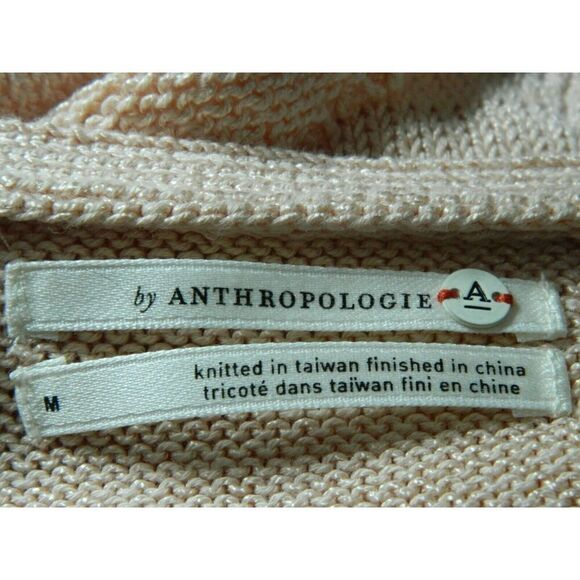 by ANTHROPOLOGIE A
M
knitted in taiwan finished in china
tricoté dans taïwan fini en chine